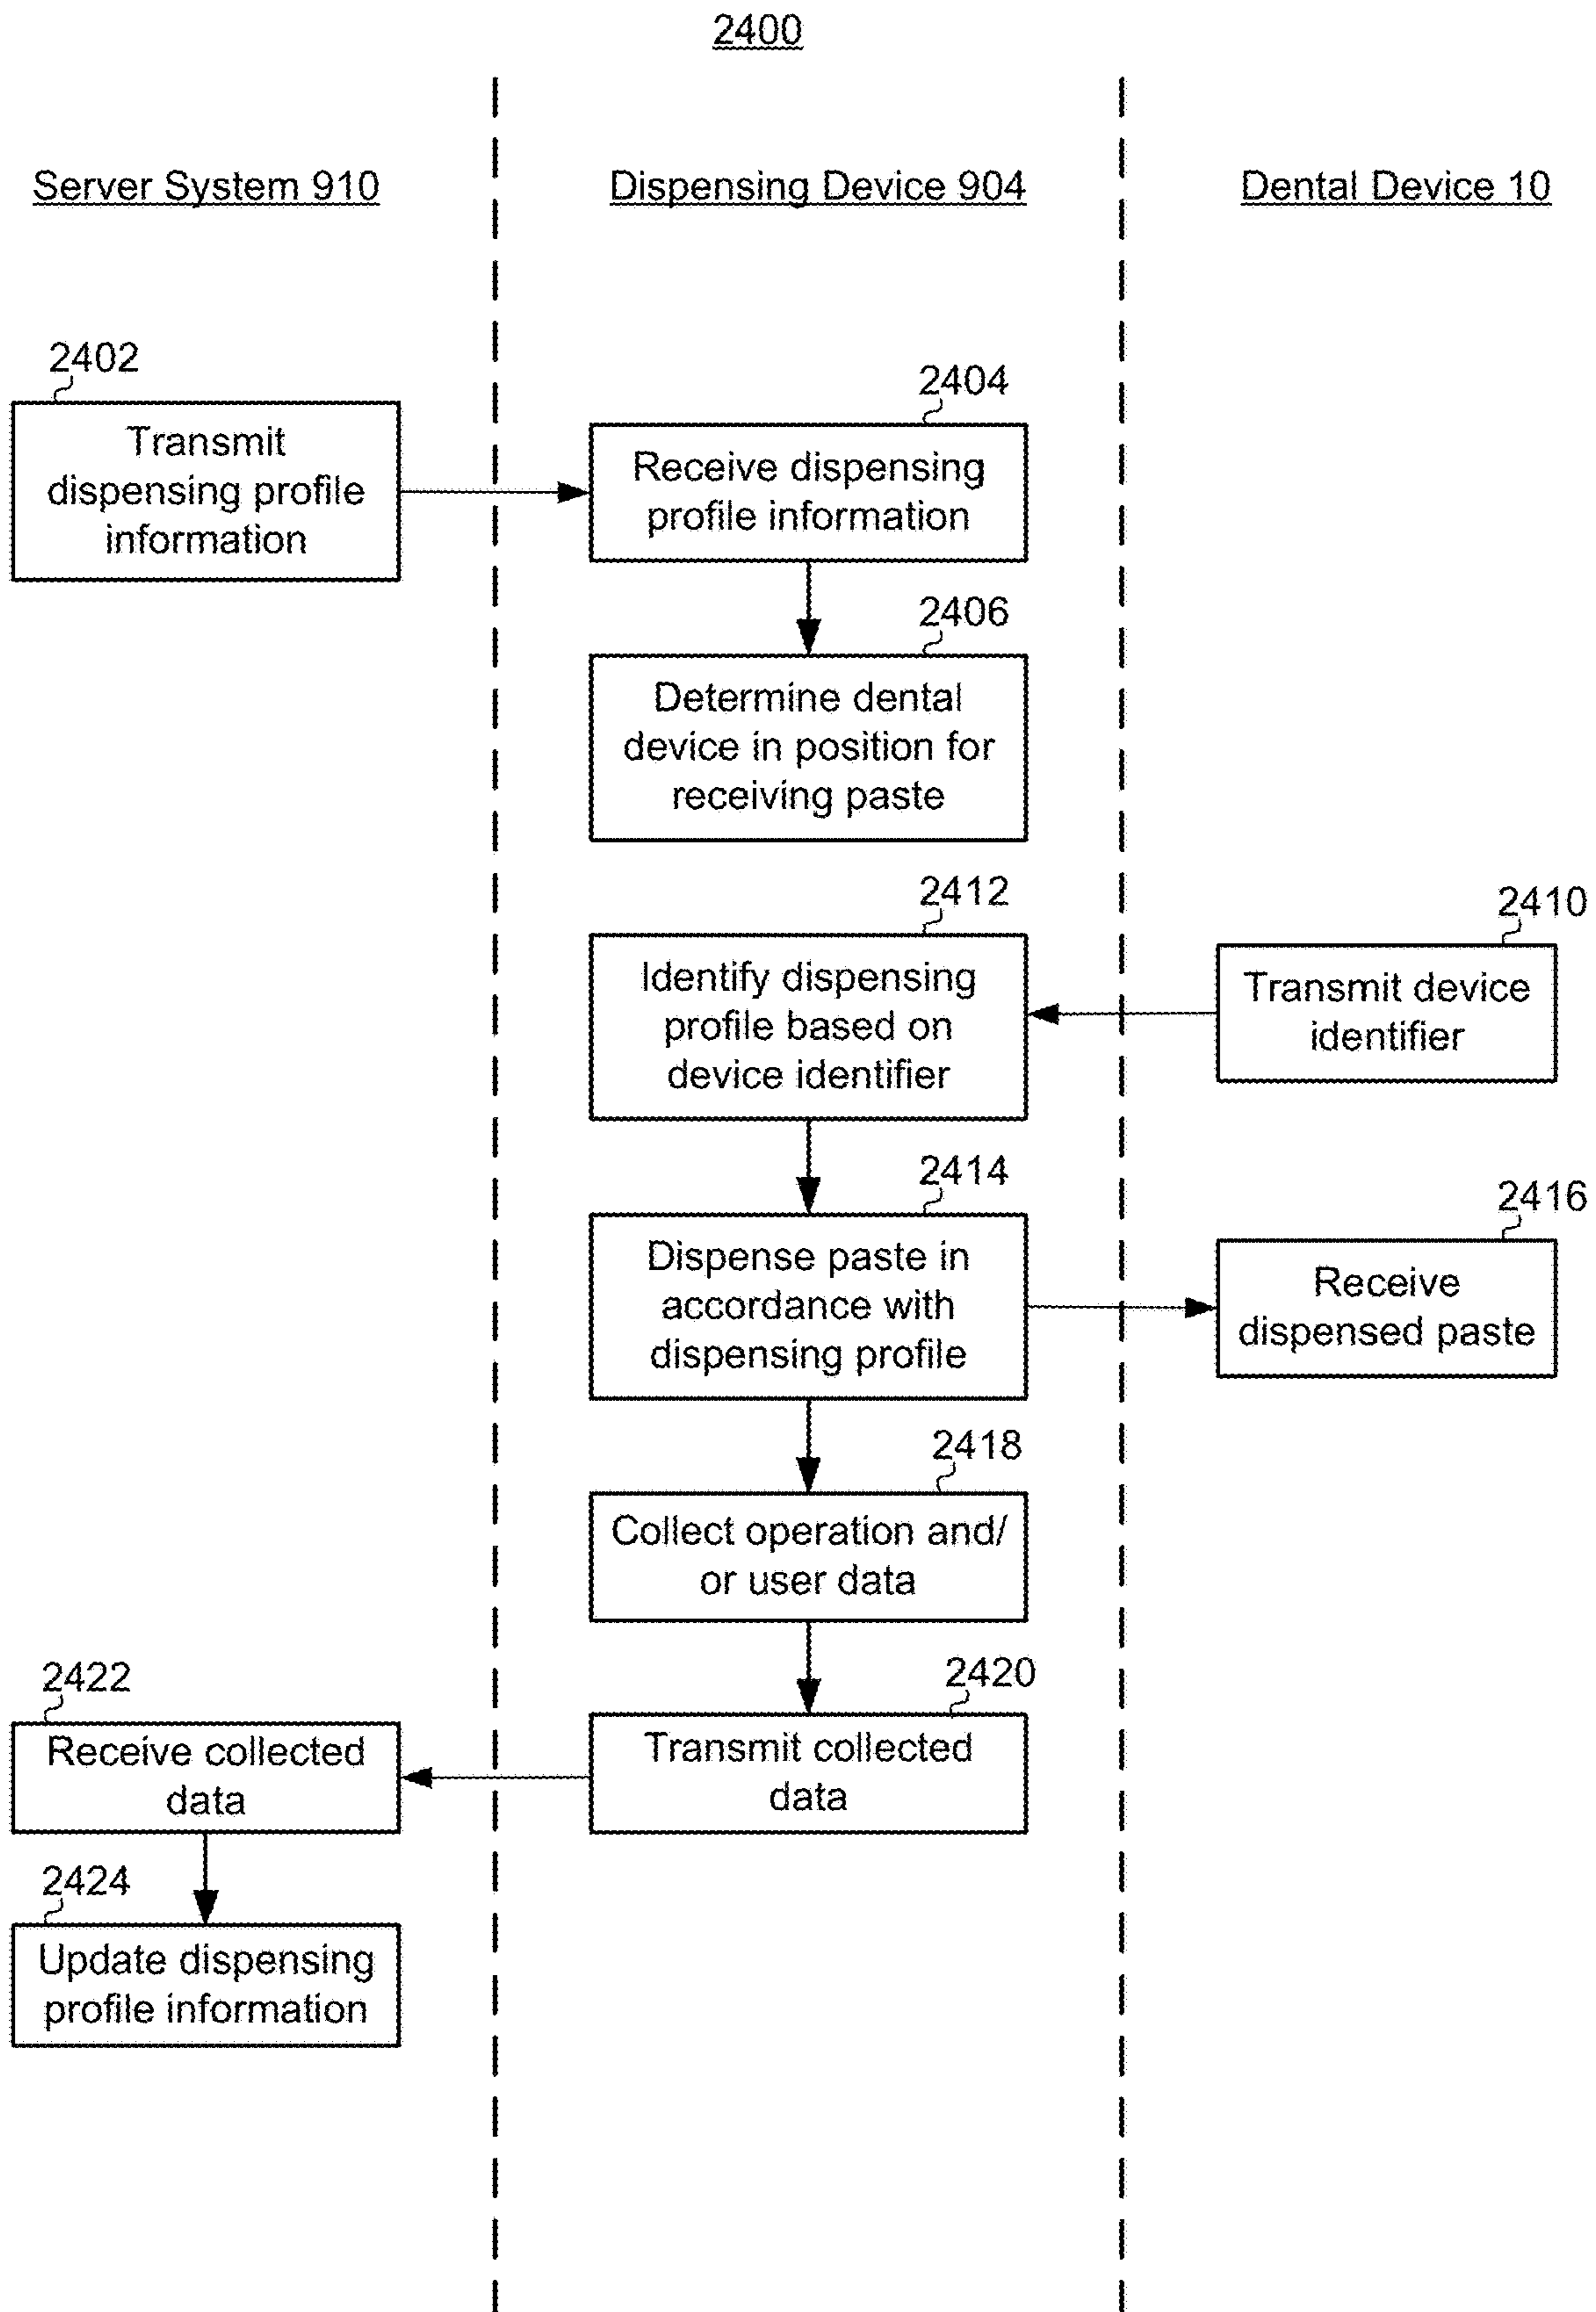 2400
Server System 910
Dispensing Device 904
Dental Device 10
2402
Transmit
dispensing profile
information
2404
Receive dispensing
profile information
2406
Determine dental
device in position for
receiving paste
2410
Transmit device
identifier
2412
Identify dispensing
profile based on
device identifier
2414
Dispense paste in
accordance with
dispensing profile
2416
Receive
dispensed paste
2418
Collect operation and/
or user data
2420
Transmit collected
data
2422
Receive collected
data
2424
Update dispensing
profile information